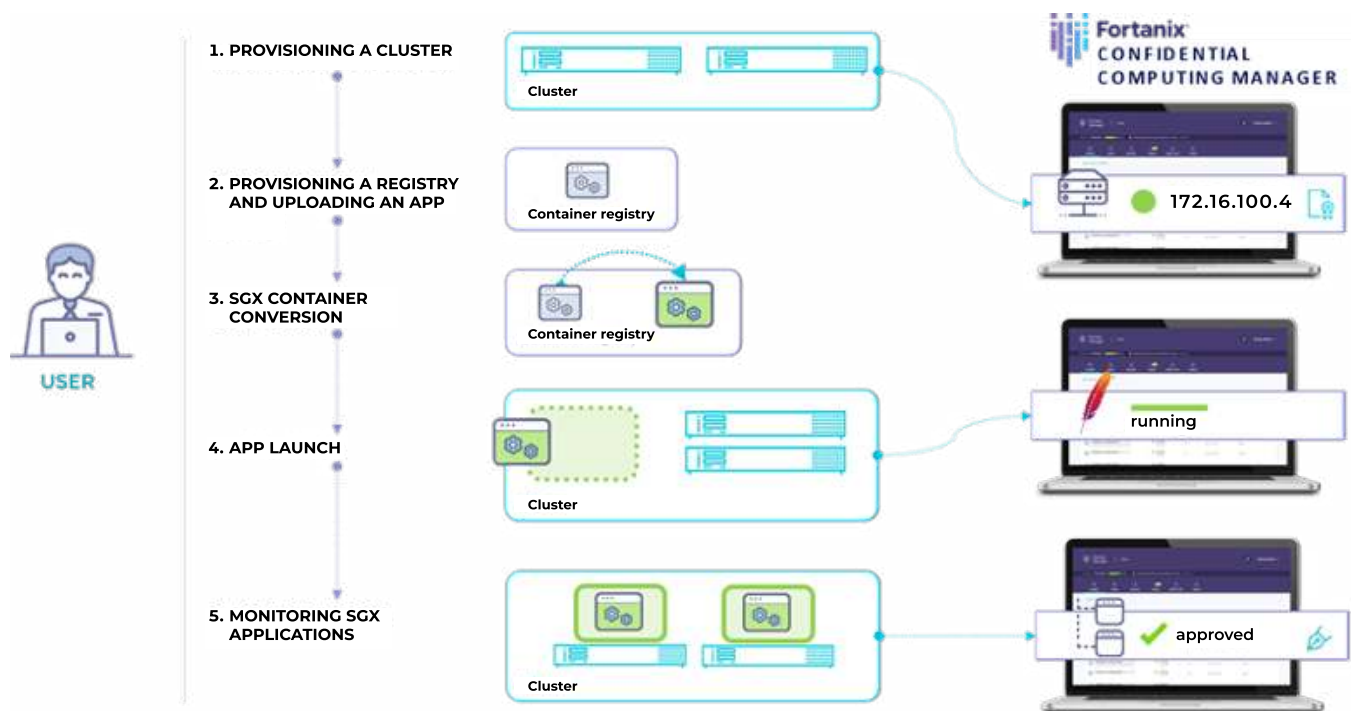 Fortanix
CONFIDENTIAL
COMPUTING MANAGER
1. PROVISIONING A CLUSTER
Cluster
172.16.100.4
2. PROVISIONING A REGISTRY
AND UPLOADING AN APP
Container registry
3. SGX CONTAINER
CONVERSION
Container registry
USER
running
4. APP LAUNCH
Cluster
5. MONITORING SGX
APPLICATIONS
approved
Cluster